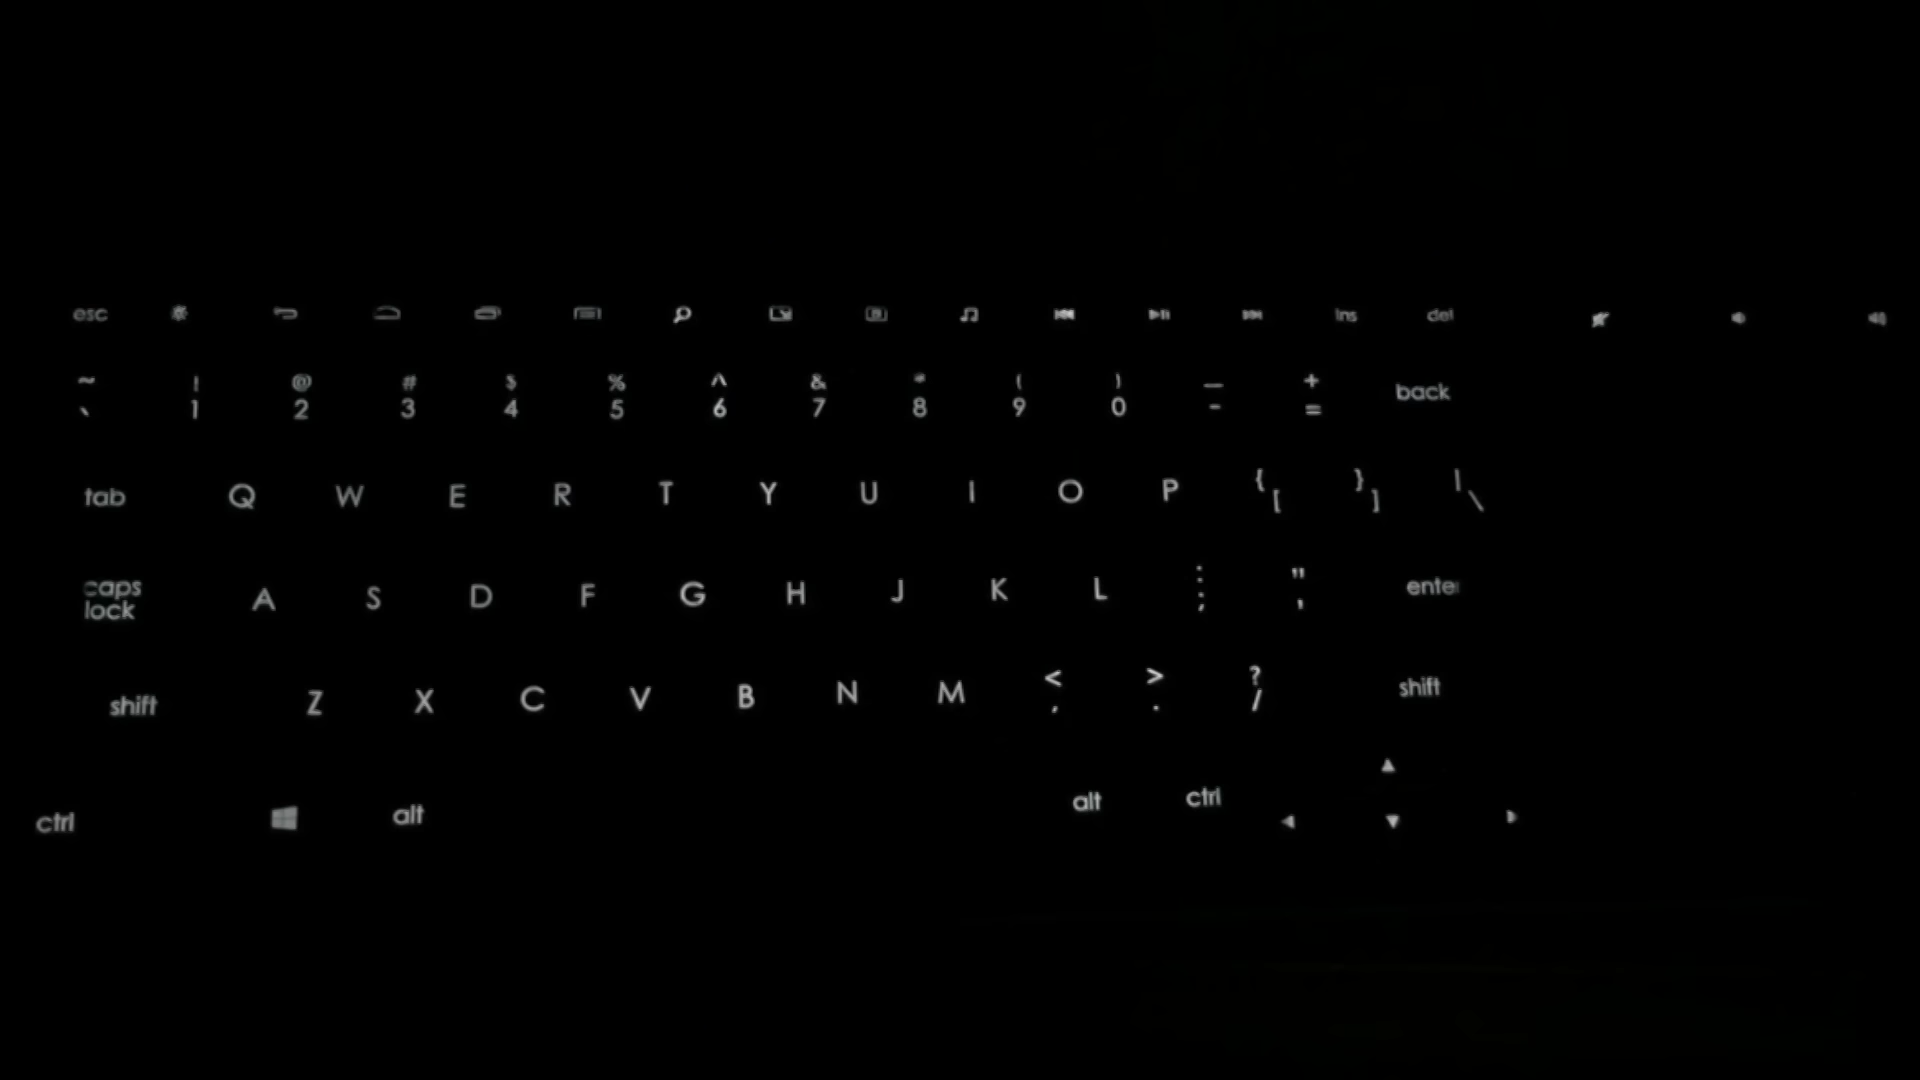 esc Ins del
~ ! @ # $ % ^ & * ( ) — +
` 1 2 3 4 5 6 7 8 9 0 - = back
tab Q W E R T Y U I O P { [ } ] | \
caps lock A S D F G H J K L : ; " ' enter
shift Z X C V B N M < , > . ? / shift
ctrl alt alt ctrl